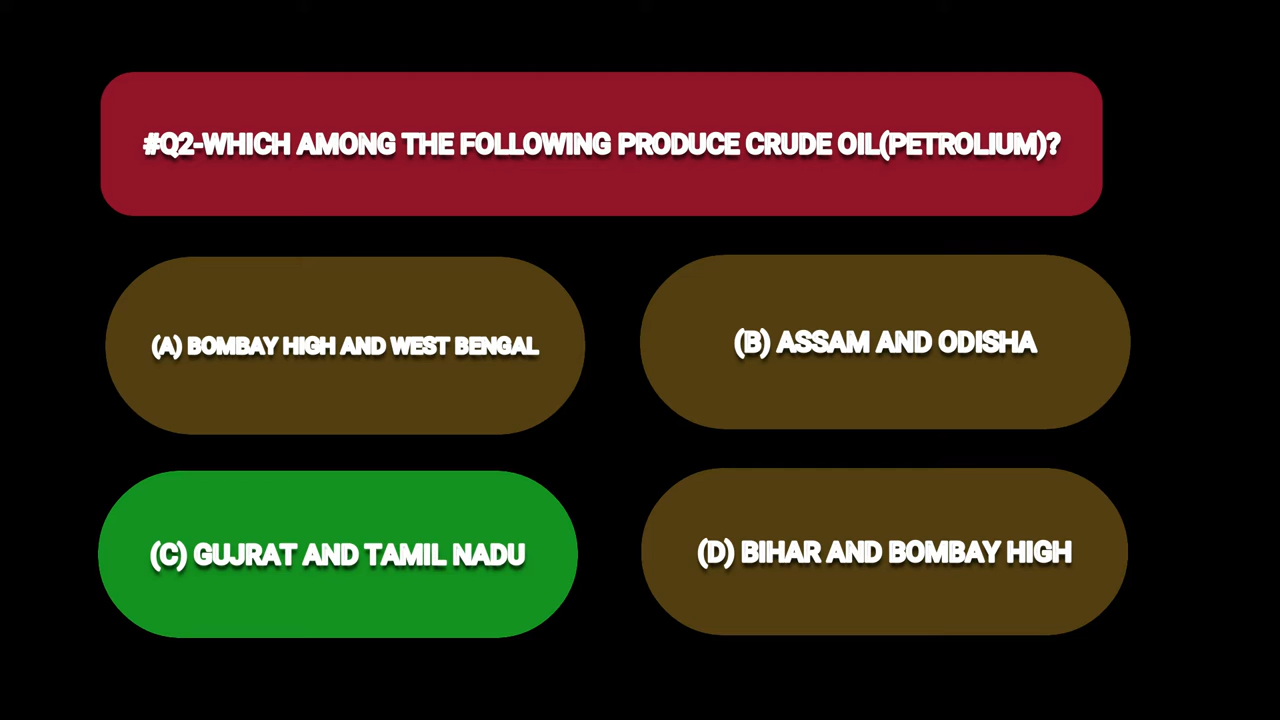 #Q2-WHICH AMONG THE FOLLOWING PRODUCE CRUDE OIL(PETROLIUM)?
(A) BOMBAY HIGH AND WEST BENGAL
(B) ASSAM AND ODISHA
(C) GUJRAT AND TAMIL NADU
(D) BIHAR AND BOMBAY HIGH